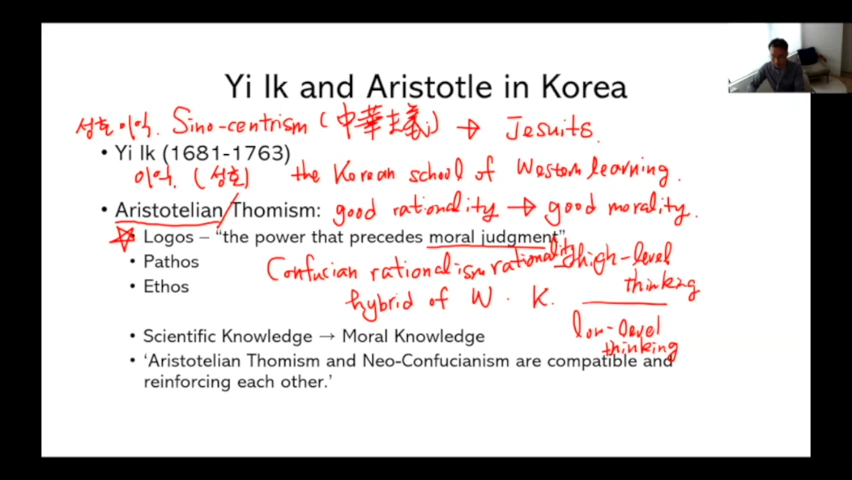 Yi Ik and Aristotle in Korea
성호 이익. Sino-centrism (中華主義) → Jesuits.
• Yi Ik (1681-1763)
이익. (성호) the Korean school of Western learning.
• Aristotelian/Thomism: good rationality → good morality.
• Logos – “the power that precedes moral judgment”
• Pathos
Confucian rationalism rationality – high-level thinking
• Ethos
hybrid of W. K.
low-level thinking
• Scientific Knowledge → Moral Knowledge
• ‘Aristotelian Thomism and Neo-Confucianism are compatible and
reinforcing each other.’